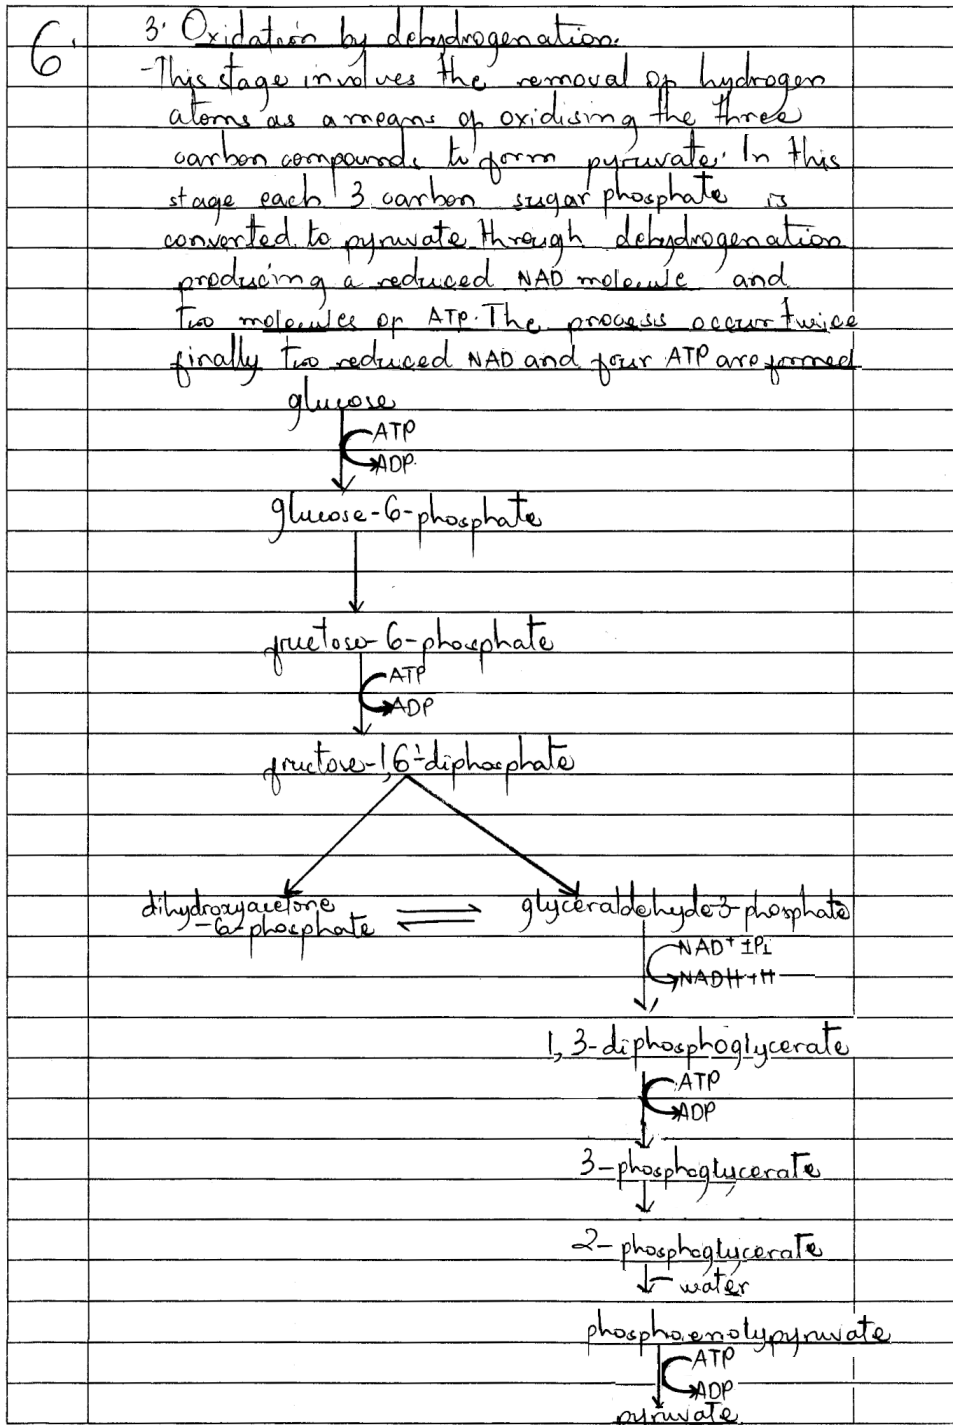 6.
3. Oxidation by dehydrogenation.
-This stage involves the removal of hydrogen
atoms as a means of oxidising the three
carbon compounds to form pyruvate. In this
stage each 3 carbon sugar phosphate is
converted to pyruvate through dehydrogenation
producing a reduced NAD molecule and
two molecules of ATP. The process occur twice
finally two reduced NAD and four ATP are formed
glucose
ATP
ADP.
glucose-6-phosphate
fructose-6-phosphate
ATP
ADP
fructose-1,6-diphosphate
dihydroxyacetone
-6-phosphate
glyceraldehyde-3-phosphate
NAD+ ±Pi
NADH+H
1,3-diphosphoglycerate
ATP
ADP
3-phosphoglycerate
2-phosphoglycerate
water
phosphoenolypyruvate
ATP
ADP
pyruvate